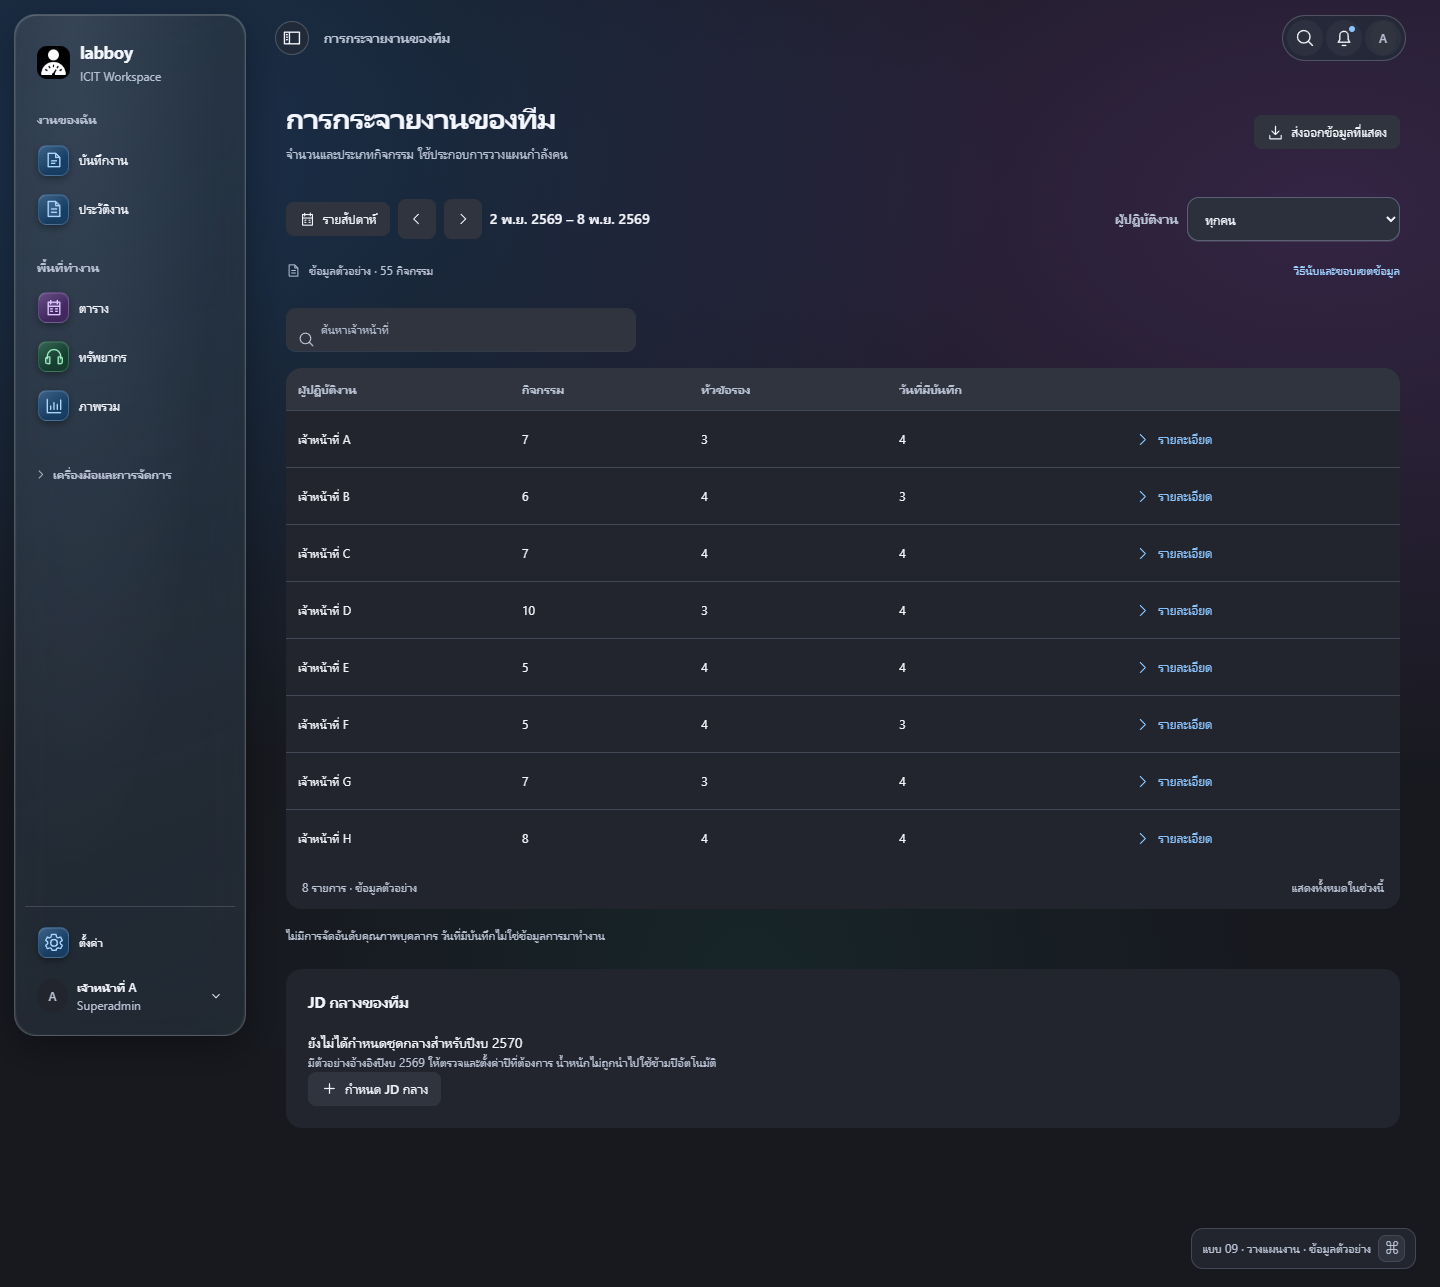 labboy
ICIT Workspace
งานของฉัน
บันทึกงาน
ประวัติงาน
พื้นที่ทำงาน
ตาราง
ทรัพยากร
ภาพรวม
เครื่องมือและการจัดการ
ตั้งค่า
A
เจ้าหน้าที่ A
Superadmin
การกระจายงานของทีม
A
การกระจายงานของทีม
จำนวนและประเภทกิจกรรม ใช้ประกอบการวางแผนกำลังคน
ส่งออกข้อมูลที่แสดง
รายสัปดาห์
2 พ.ย. 2569 – 8 พ.ย. 2569
ผู้ปฏิบัติงาน
ทุกคน
ข้อมูลตัวอย่าง · 55 กิจกรรม
วิธีนับและขอบเขตข้อมูล
ค้นหาเจ้าหน้าที่
ผู้ปฏิบัติงาน กิจกรรม หัวข้อรอง วันที่มีบันทึก
เจ้าหน้าที่ A 7 3 4 รายละเอียด
เจ้าหน้าที่ B 6 4 3 รายละเอียด
เจ้าหน้าที่ C 7 4 4 รายละเอียด
เจ้าหน้าที่ D 10 3 4 รายละเอียด
เจ้าหน้าที่ E 5 4 4 รายละเอียด
เจ้าหน้าที่ F 5 4 3 รายละเอียด
เจ้าหน้าที่ G 7 3 4 รายละเอียด
เจ้าหน้าที่ H 8 4 4 รายละเอียด
8 รายการ · ข้อมูลตัวอย่าง
แสดงทั้งหมดในช่วงนี้
ไม่มีการจัดอันดับคุณภาพบุคลากร วันที่มีบันทึกไม่ใช่ข้อมูลการมาทำงาน
JD กลางของทีม
ยังไม่ได้กำหนดชุดกลางสำหรับปีงบ 2570
มีตัวอย่างอ้างอิงปีงบ 2569 ให้ตรวจและตั้งค่าปีที่ต้องการ น้ำหนักไม่ถูกนำไปใช้ข้ามปีอัตโนมัติ
กำหนด JD กลาง
แบบ 09 · วางแผนงาน · ข้อมูลตัวอย่าง ⌘